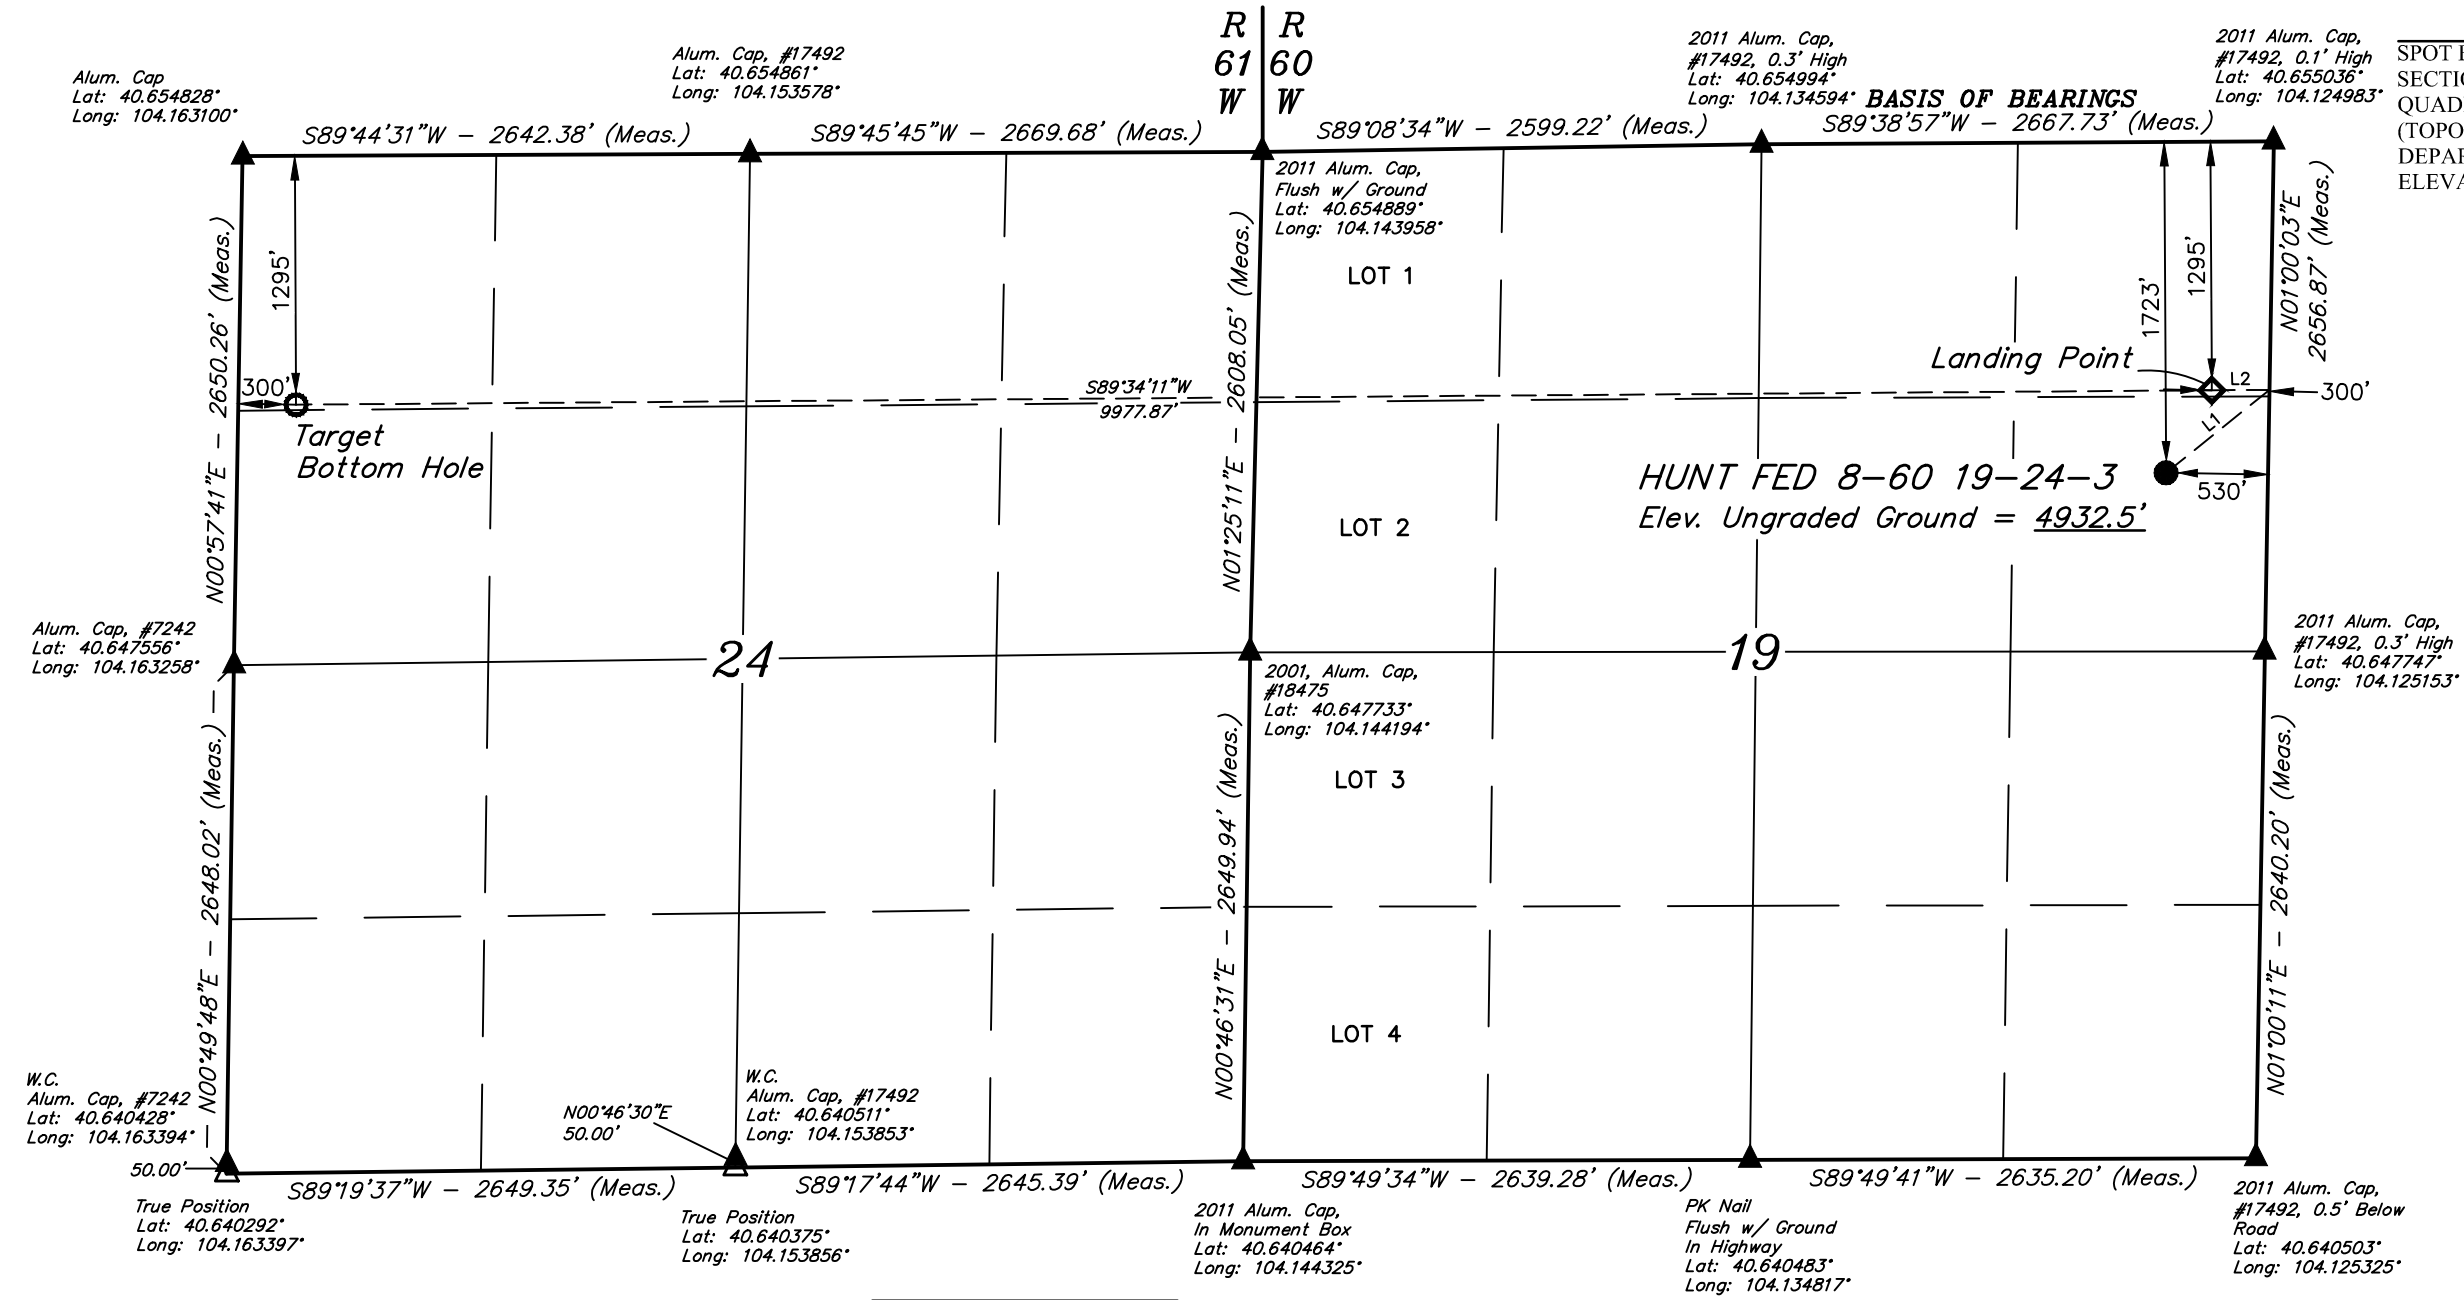 R R
61 60
W W
Alum. Cap
Lat: 40.654828°
Long: 104.163100°
Alum. Cap, #17492
Lat: 40.654861°
Long: 104.153578°
2011 Alum. Cap,
#17492, 0.3' High
Lat: 40.654994°
Long: 104.134594°
BASIS OF BEARINGS
2011 Alum. Cap,
#17492, 0.1' High
Lat: 40.655036°
Long: 104.124983°
S89°44'31"W - 2642.38' (Meas.)
S89°45'45"W - 2669.68' (Meas.)
S89°08'34"W - 2599.22' (Meas.)
S89°38'57"W - 2667.73' (Meas.)
2011 Alum. Cap,
Flush w/ Ground
Lat: 40.654889°
Long: 104.143958°
N00°57'41"E - 2650.26' (Meas.)
1295'
300'
Target
Bottom Hole
S89°34'11"W
9977.87'
N01°25'11"E - 2608.05' (Meas.)
LOT 1
LOT 2
Landing Point
1723'
1295'
L2
L1
300'
530'
N01°00'03"E
2656.87' (Meas.)
HUNT FED 8-60 19-24-3
Elev. Ungraded Ground = 4932.5'
Alum. Cap, #7242
Lat: 40.647556°
Long: 104.163258°
24
19
2001, Alum. Cap,
#18475
Lat: 40.647733°
Long: 104.144194°
2011 Alum. Cap,
#17492, 0.3' High
Lat: 40.647747°
Long: 104.125153°
N00°49'48"E - 2648.02' (Meas.)
N00°46'31"E - 2649.94' (Meas.)
LOT 3
LOT 4
N01°00'11"E - 2640.20' (Meas.)
W.C.
Alum. Cap, #7242
Lat: 40.640428°
Long: 104.163394°
50.00'
N00°46'30"E
50.00'
W.C.
Alum. Cap, #17492
Lat: 40.640511°
Long: 104.153853°
S89°19'37"W - 2649.35' (Meas.)
S89°17'44"W - 2645.39' (Meas.)
S89°49'34"W - 2639.28' (Meas.)
S89°49'41"W - 2635.20' (Meas.)
True Position
Lat: 40.640292°
Long: 104.163397°
True Position
Lat: 40.640375°
Long: 104.153856°
2011 Alum. Cap,
In Monument Box
Lat: 40.640464°
Long: 104.144325°
PK Nail
Flush w/ Ground
In Highway
Lat: 40.640483°
Long: 104.134817°
2011 Alum. Cap,
#17492, 0.5' Below
Road
Lat: 40.640503°
Long: 104.125325°
SPOT